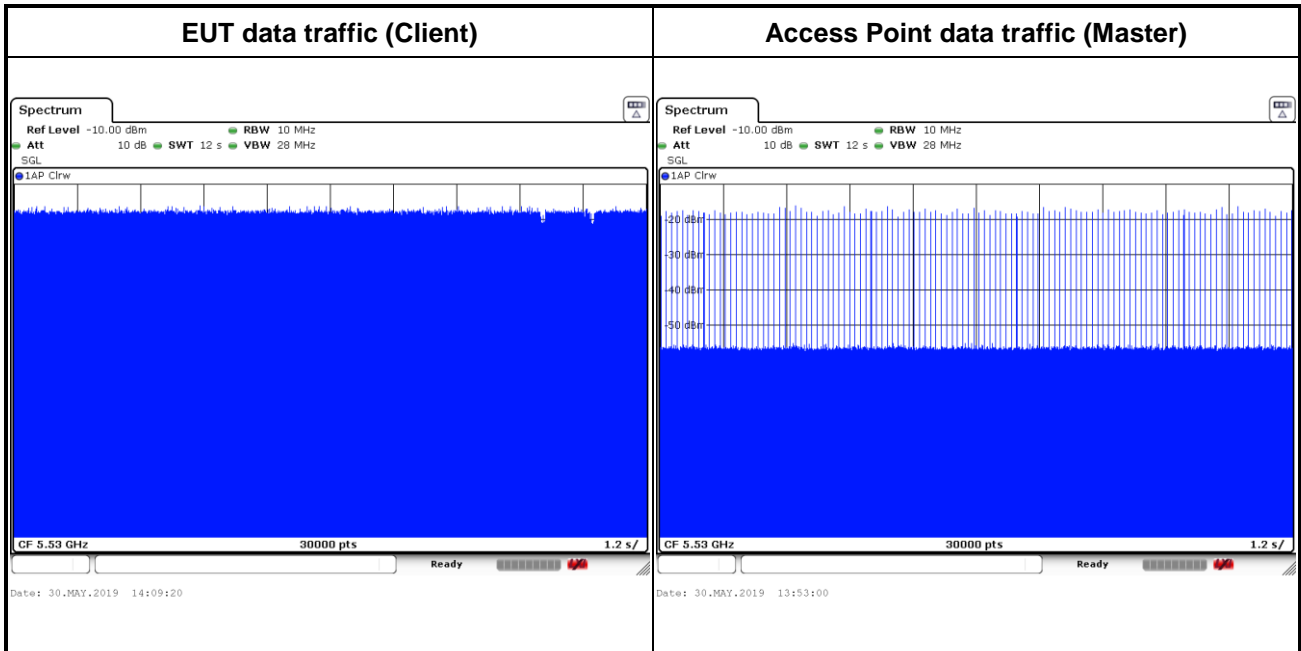 EUT data traffic (Client)
Access Point data traffic (Master)
Spectrum
Ref Level -10.00 dBm RBW 10 MHz
Att 10 dB SWT 12 s VBW 28 MHz
SGL
1AP Clrw
CF 5.53 GHz 30000 pts 1.2 s/
Ready
Date: 30.MAY.2019 14:09:20
Spectrum
Ref Level -10.00 dBm RBW 10 MHz
Att 10 dB SWT 12 s VBW 28 MHz
SGL
1AP Clrw
-20 dBm
-30 dBm
-40 dBm
-50 dBm
CF 5.53 GHz 30000 pts 1.2 s/
Ready
Date: 30.MAY.2019 13:53:00